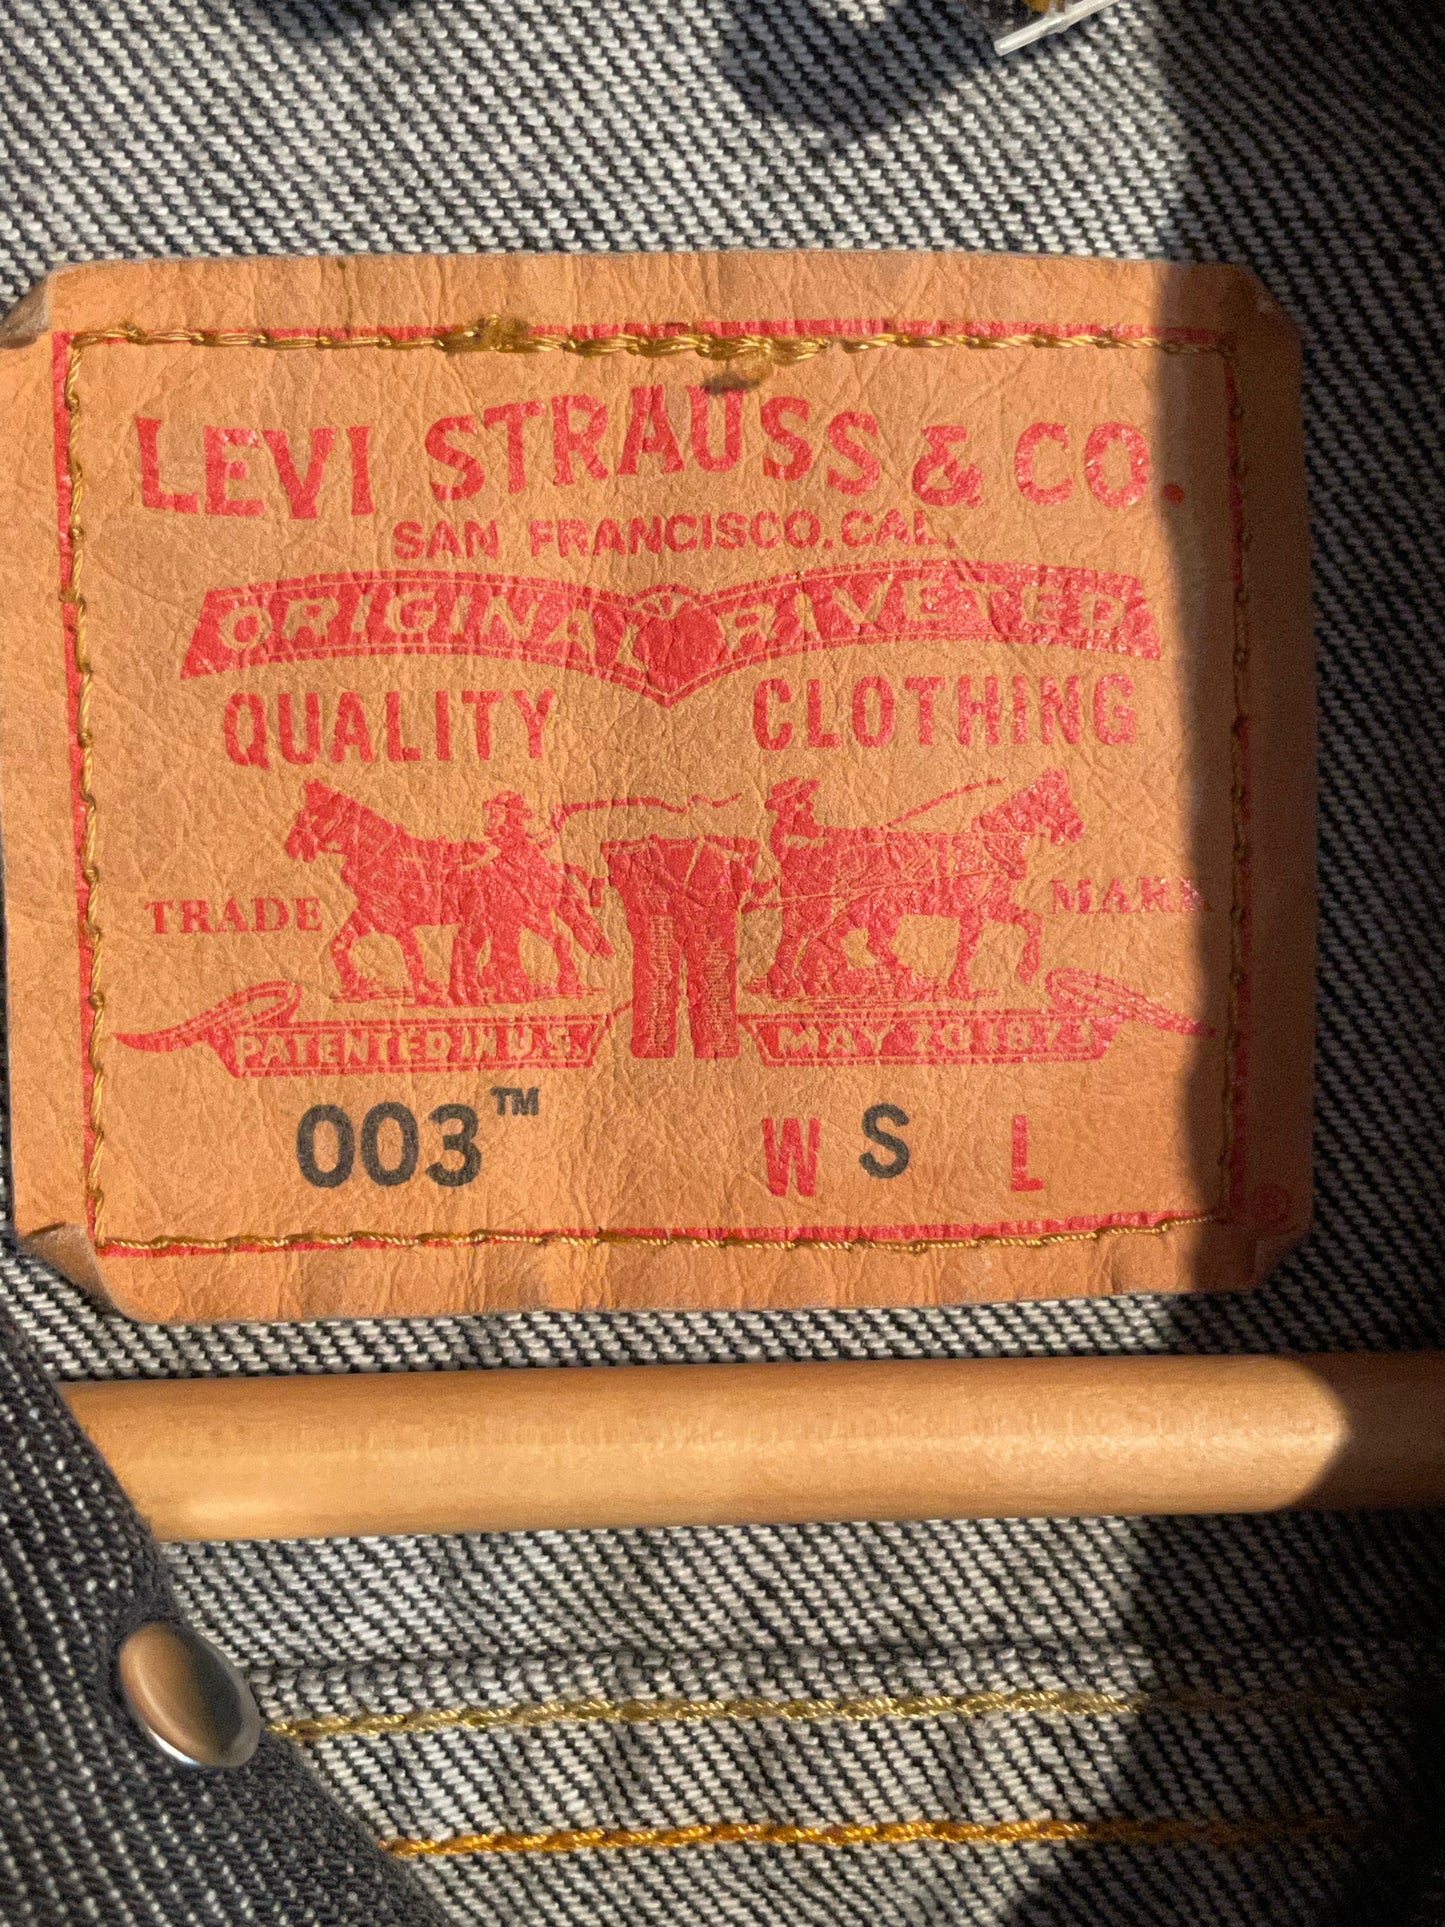 LEVI STRAUSS & CO.
SAN FRANCISCO, CAL.
ORIGINAL RIVETED
QUALITY CLOTHING
TRADE MARK
PATENTED IN U.S. MAY 20 1873
003™ W S L
®